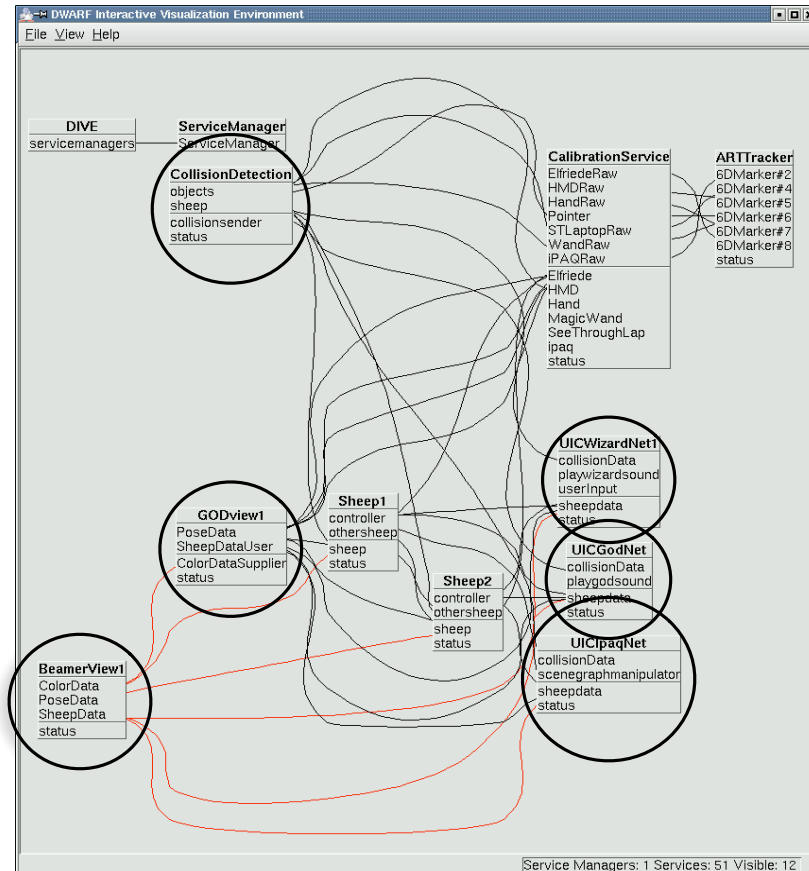 DWARF Interactive Visualization Environment
File View Help
DIVE
servicemanagers
ServiceManager
ServiceManager
CollisionDetection
objects
sheep
collisionsender
status
CalibrationService
ElfriedeRaw
HMDRaw
HandRaw
Pointer
STLaptopRaw
WandRaw
iPAQRaw
Elfriede
HMD
Hand
MagicWand
SeeThroughLap
ipaq
status
ARTTracker
6DMarker#2
6DMarker#4
6DMarker#5
6DMarker#6
6DMarker#7
6DMarker#8
status
UICWizardNet1
collisionData
playwizardsound
userInput
sheepdata
status
GODview1
PoseData
SheepDataUser
ColorDataSupplier
status
Sheep1
controller
othersheep
sheep
status
UICGodNet
collisionData
playgodsound
sheepdata
status
Sheep2
controller
othersheep
sheep
status
UICIpaqNet
collisionData
scenegraphmanipulator
sheepdata
status
BeamerView1
ColorData
PoseData
SheepData
status
Service Managers: 1 Services: 51 Visible: 12